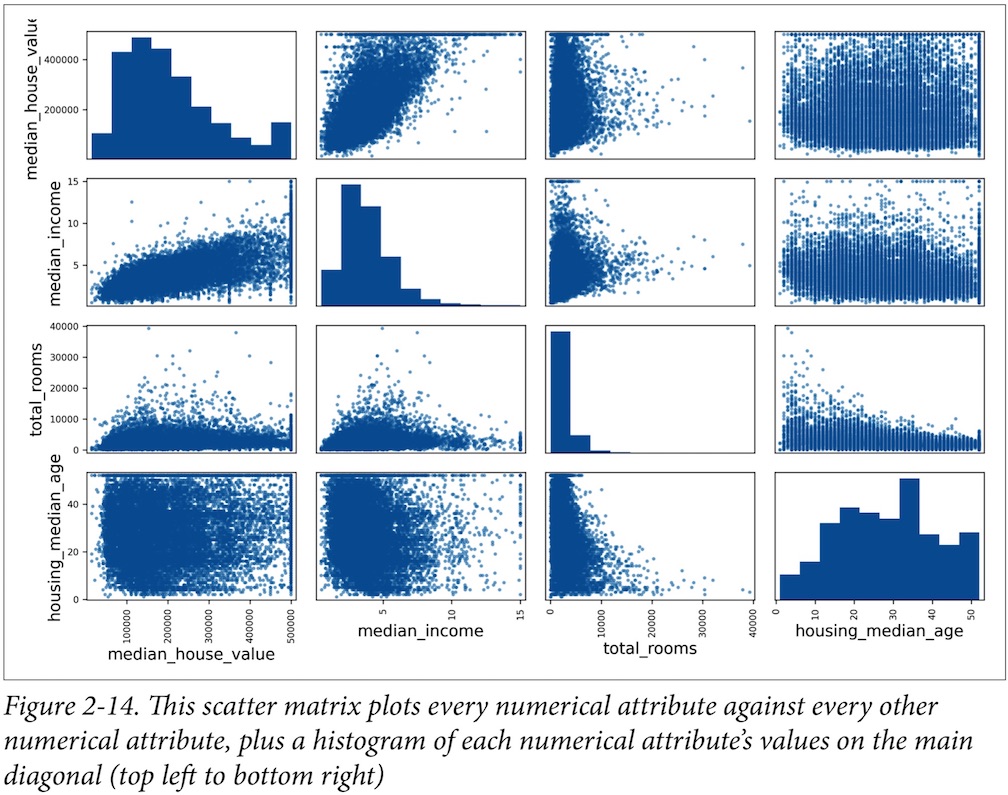 median_house_valu
400000
200000
median_income
15
10
5
total_rooms
40000
30000
20000
10000
0
housing_median_age
40
20
0
100000
200000
300000
400000
500000
median_house_value
5
10
15
median_income
0
10000
20000
30000
40000
total_rooms
0
10
20
30
40
50
housing_median_age
Figure 2-14. This scatter matrix plots every numerical attribute against every other
numerical attribute, plus a histogram of each numerical attribute’s values on the main
diagonal (top left to bottom right)